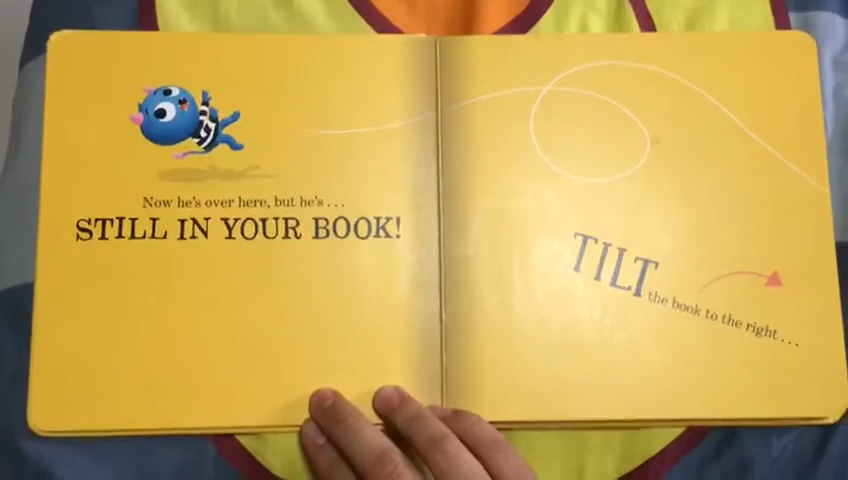 Now he's over here, but he's . . .
STILL IN YOUR BOOK!
TILT the book to the right . . .